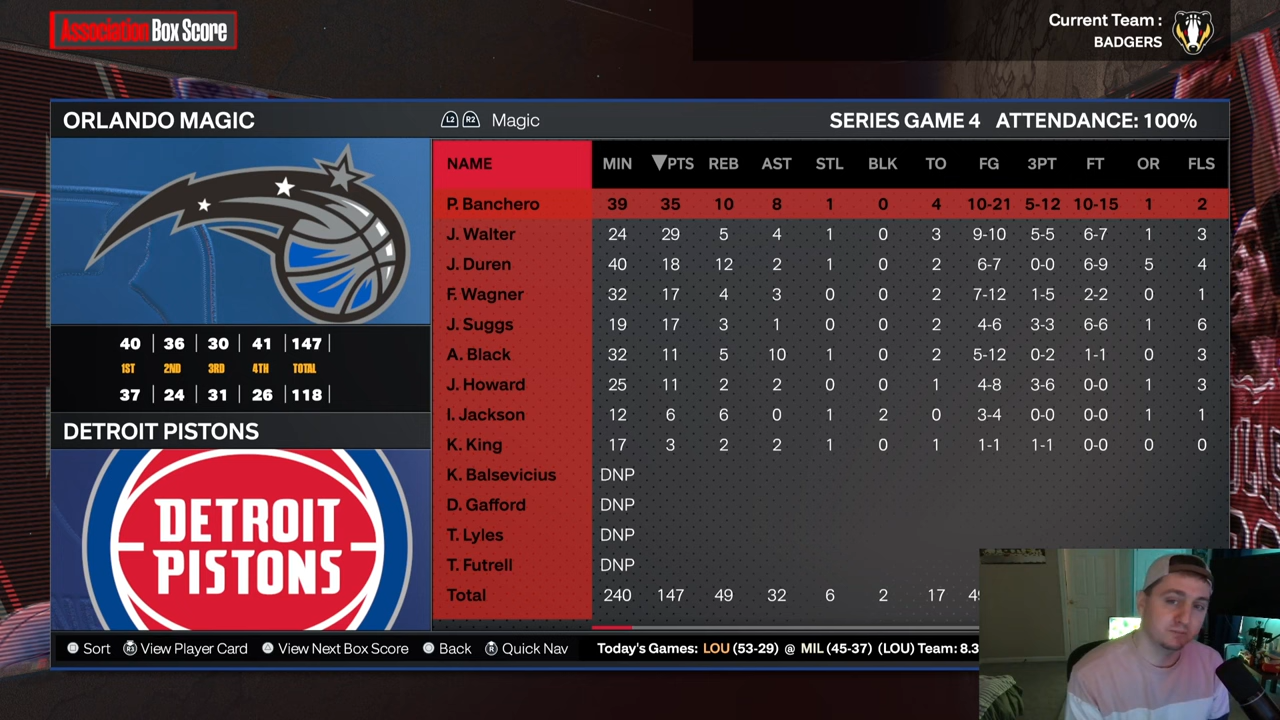 Association Box Score
Current Team :
BADGERS
ORLANDO MAGIC
L2 R2 Magic
SERIES GAME 4 ATTENDANCE: 100%
NAME MIN ▼PTS REB AST STL BLK TO FG 3PT FT OR FLS
P. Banchero 39 35 10 8 1 0 4 10-21 5-12 10-15 1 2
J. Walter 24 29 5 4 1 0 3 9-10 5-5 6-7 1 3
J. Duren 40 18 12 2 1 0 2 6-7 0-0 6-9 5 4
F. Wagner 32 17 4 3 0 0 2 7-12 1-5 2-2 0 1
J. Suggs 19 17 3 1 0 0 2 4-6 3-3 6-6 1 6
A. Black 32 11 5 10 1 0 2 5-12 0-2 1-1 0 3
J. Howard 25 11 2 2 0 0 1 4-8 3-6 0-0 1 3
I. Jackson 12 6 6 0 1 2 0 3-4 0-0 0-0 1 1
K. King 17 3 2 2 1 0 1 1-1 1-1 0-0 0 0
K. Balsevicius DNP
D. Gafford DNP
T. Lyles DNP
T. Futrell DNP
Total 240 147 49 32 6 2 17
40 36 30 41 147
1ST 2ND 3RD 4TH TOTAL
37 24 31 26 118
DETROIT PISTONS
DETROIT
PISTONS
Sort R3 View Player Card View Next Box Score Back R Quick Nav
Today's Games: LOU (53-29) @ MIL (45-37) (LOU) Team: 8.3